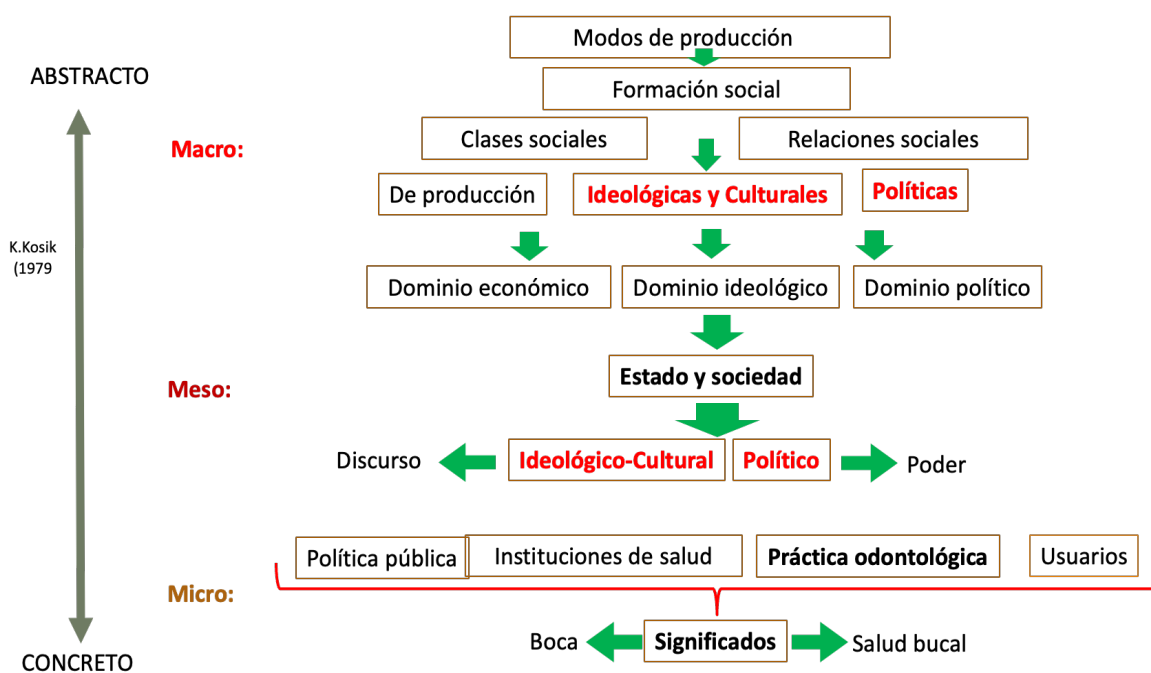 Modos de producción
ABSTRACTO
Formación social
Clases sociales
Relaciones sociales
Macro:
De producción
Ideológicas y Culturales
Políticas
K.Kosik
(1979
Dominio económico
Dominio ideológico
Dominio político
Estado y sociedad
Meso:
Discurso
Ideológico-Cultural
Político
Poder
Política pública
Instituciones de salud
Práctica odontológica
Usuarios
Micro:
Boca
Significados
Salud bucal
CONCRETO